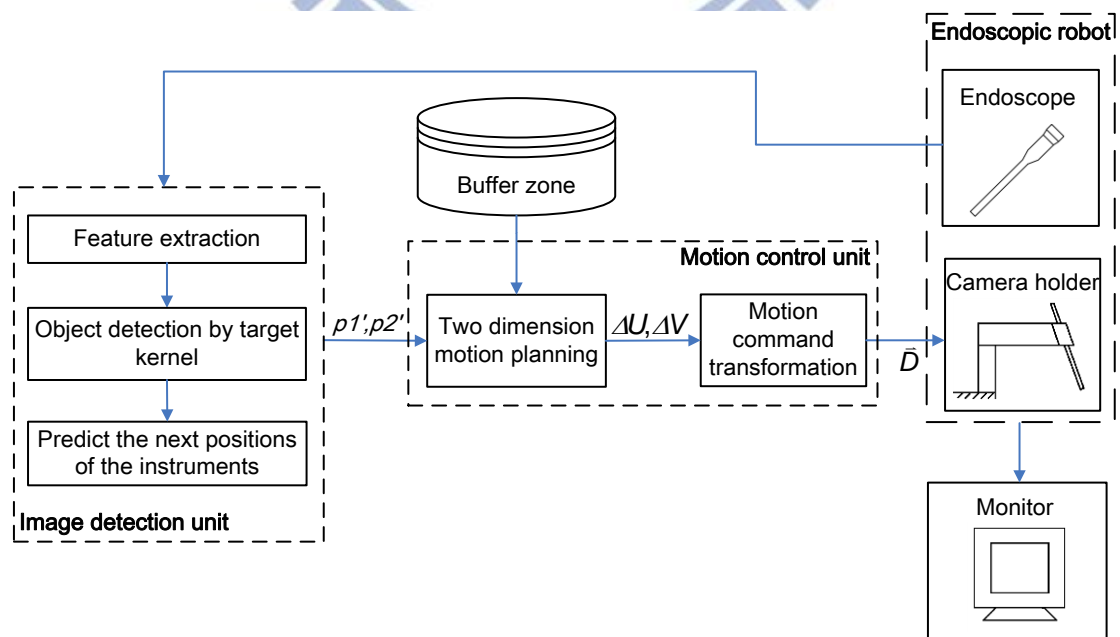 Endoscopic robot
Endoscope
Buffer zone
Feature extraction
Motion control unit
Camera holder
Object detection by target
kernel
p1',p2'
Two dimension
motion planning
ΔU,ΔV
Motion
command
transformation
D⃗
Predict the next positions
of the instruments
Image detection unit
Monitor